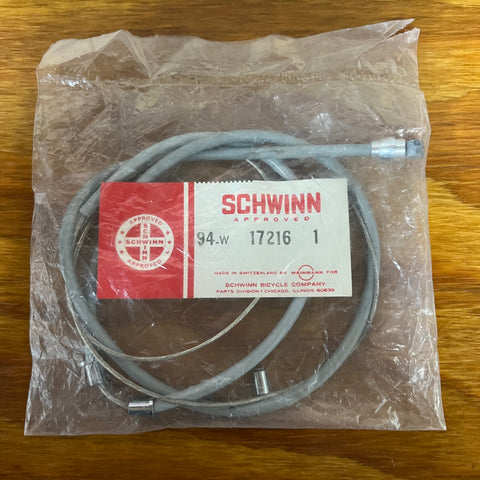 APPROVED
SCHWINN
SCHWINN
APPROVED
SCHWINN
APPROVED
94-W 17216 1
MADE IN SWITZERLAND BY WEINMANN FOR
SCHWINN BICYCLE COMPANY
PARTS DIVISION • CHICAGO, ILLINOIS 60639